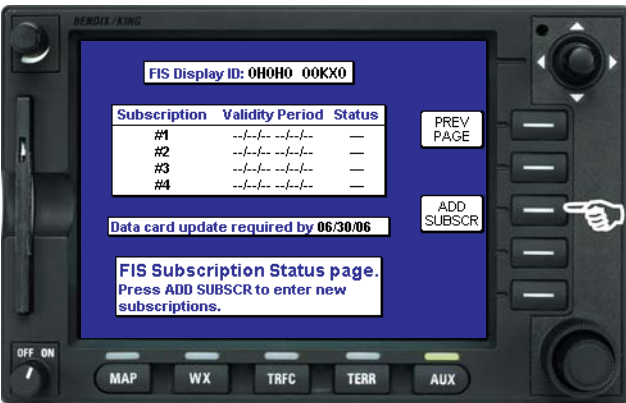 BENDIX/KING
FIS Display ID: 0H0H0 00KX0
Subscription Validity Period Status
#1 --/--/-- --/--/-- —
#2 --/--/-- --/--/-- —
#3 --/--/-- --/--/-- —
#4 --/--/-- --/--/-- —
PREV
PAGE
ADD
SUBSCR
Data card update required by 06/30/06
FIS Subscription Status page.
Press ADD SUBSCR to enter new
subscriptions.
OFF ON
MAP WX TRFC TERR AUX